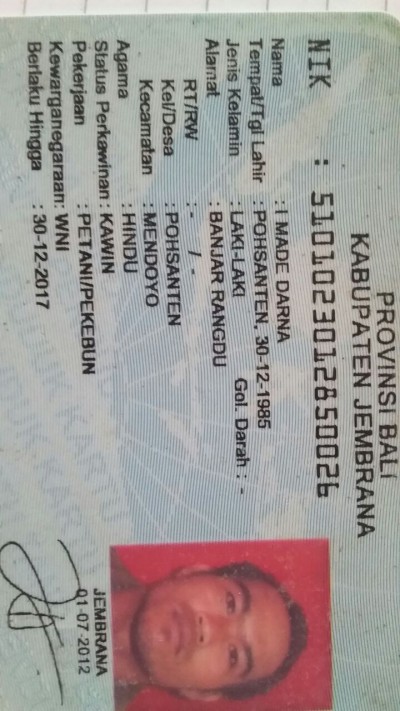 PROVINSI BALI
KABUPATEN JEMBRANA
NIK : 5101023012850026
Nama : I MADE DARNA
Tempat/Tgl Lahir : POHSANTEN, 30-12-1985
Jenis Kelamin : LAKI-LAKI Gol. Darah : -
Alamat : BANJAR RANGDU
RT/RW : - / -
Kel/Desa : POHSANTEN
Kecamatan : MENDOYO
Agama : HINDU
Status Perkawinan : KAWIN
Pekerjaan : PETANI/PEKEBUN
Kewarganegaraan: WNI
Berlaku Hingga : 30-12-2017
JEMBRANA
01-07-2012